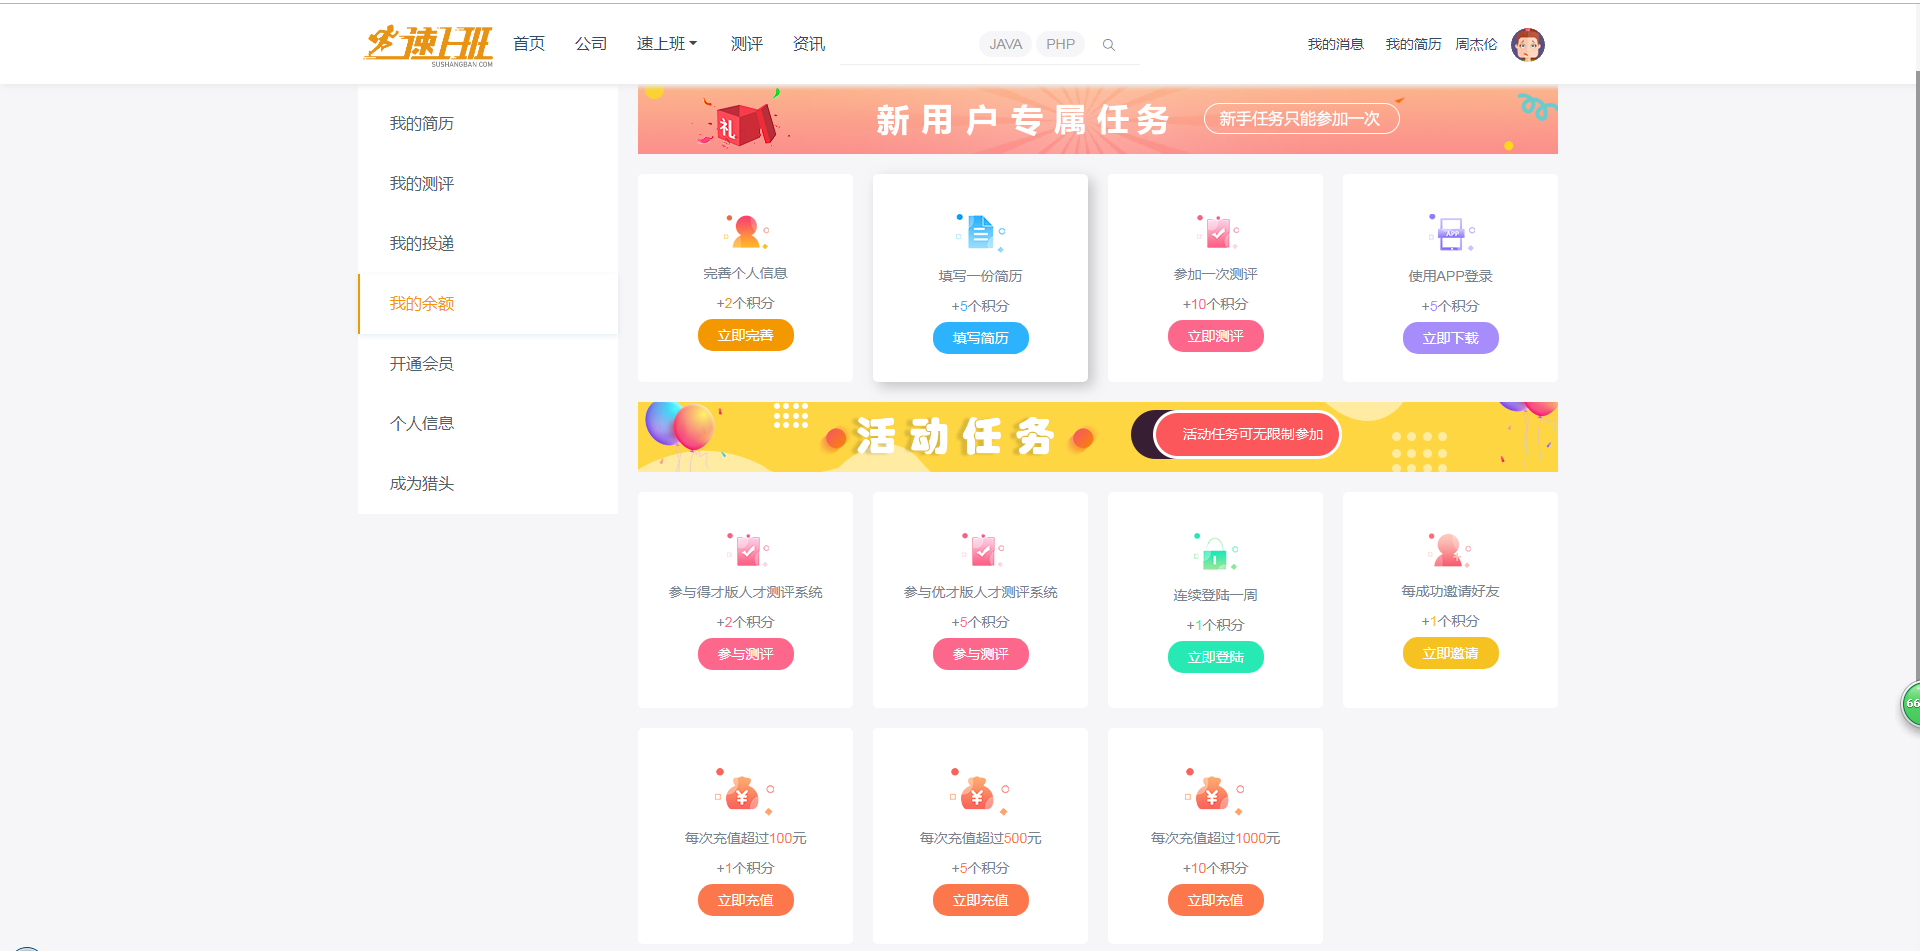 速上班
SUSHANGBAN.COM
首页 公司 速上班 测评 资讯
JAVA PHP
我的消息 我的简历 周杰伦
我的简历
我的测评
我的投递
我的余额
开通会员
个人信息
成为猎头
礼
新用户专属任务
新手任务只能参加一次
完善个人信息
+2个积分
立即完善
填写一份简历
+5个积分
填写简历
参加一次测评
+10个积分
立即测评
APP
使用APP登录
+5个积分
立即下载
活动任务
活动任务可无限制参加
参与得才版人才测评系统
+2个积分
参与测评
参与优才版人才测评系统
+5个积分
参与测评
连续登陆一周
+1个积分
立即登陆
每成功邀请好友
+1个积分
立即邀请
¥
每次充值超过100元
+1个积分
立即充值
¥
每次充值超过500元
+5个积分
立即充值
¥
每次充值超过1000元
+10个积分
立即充值
66